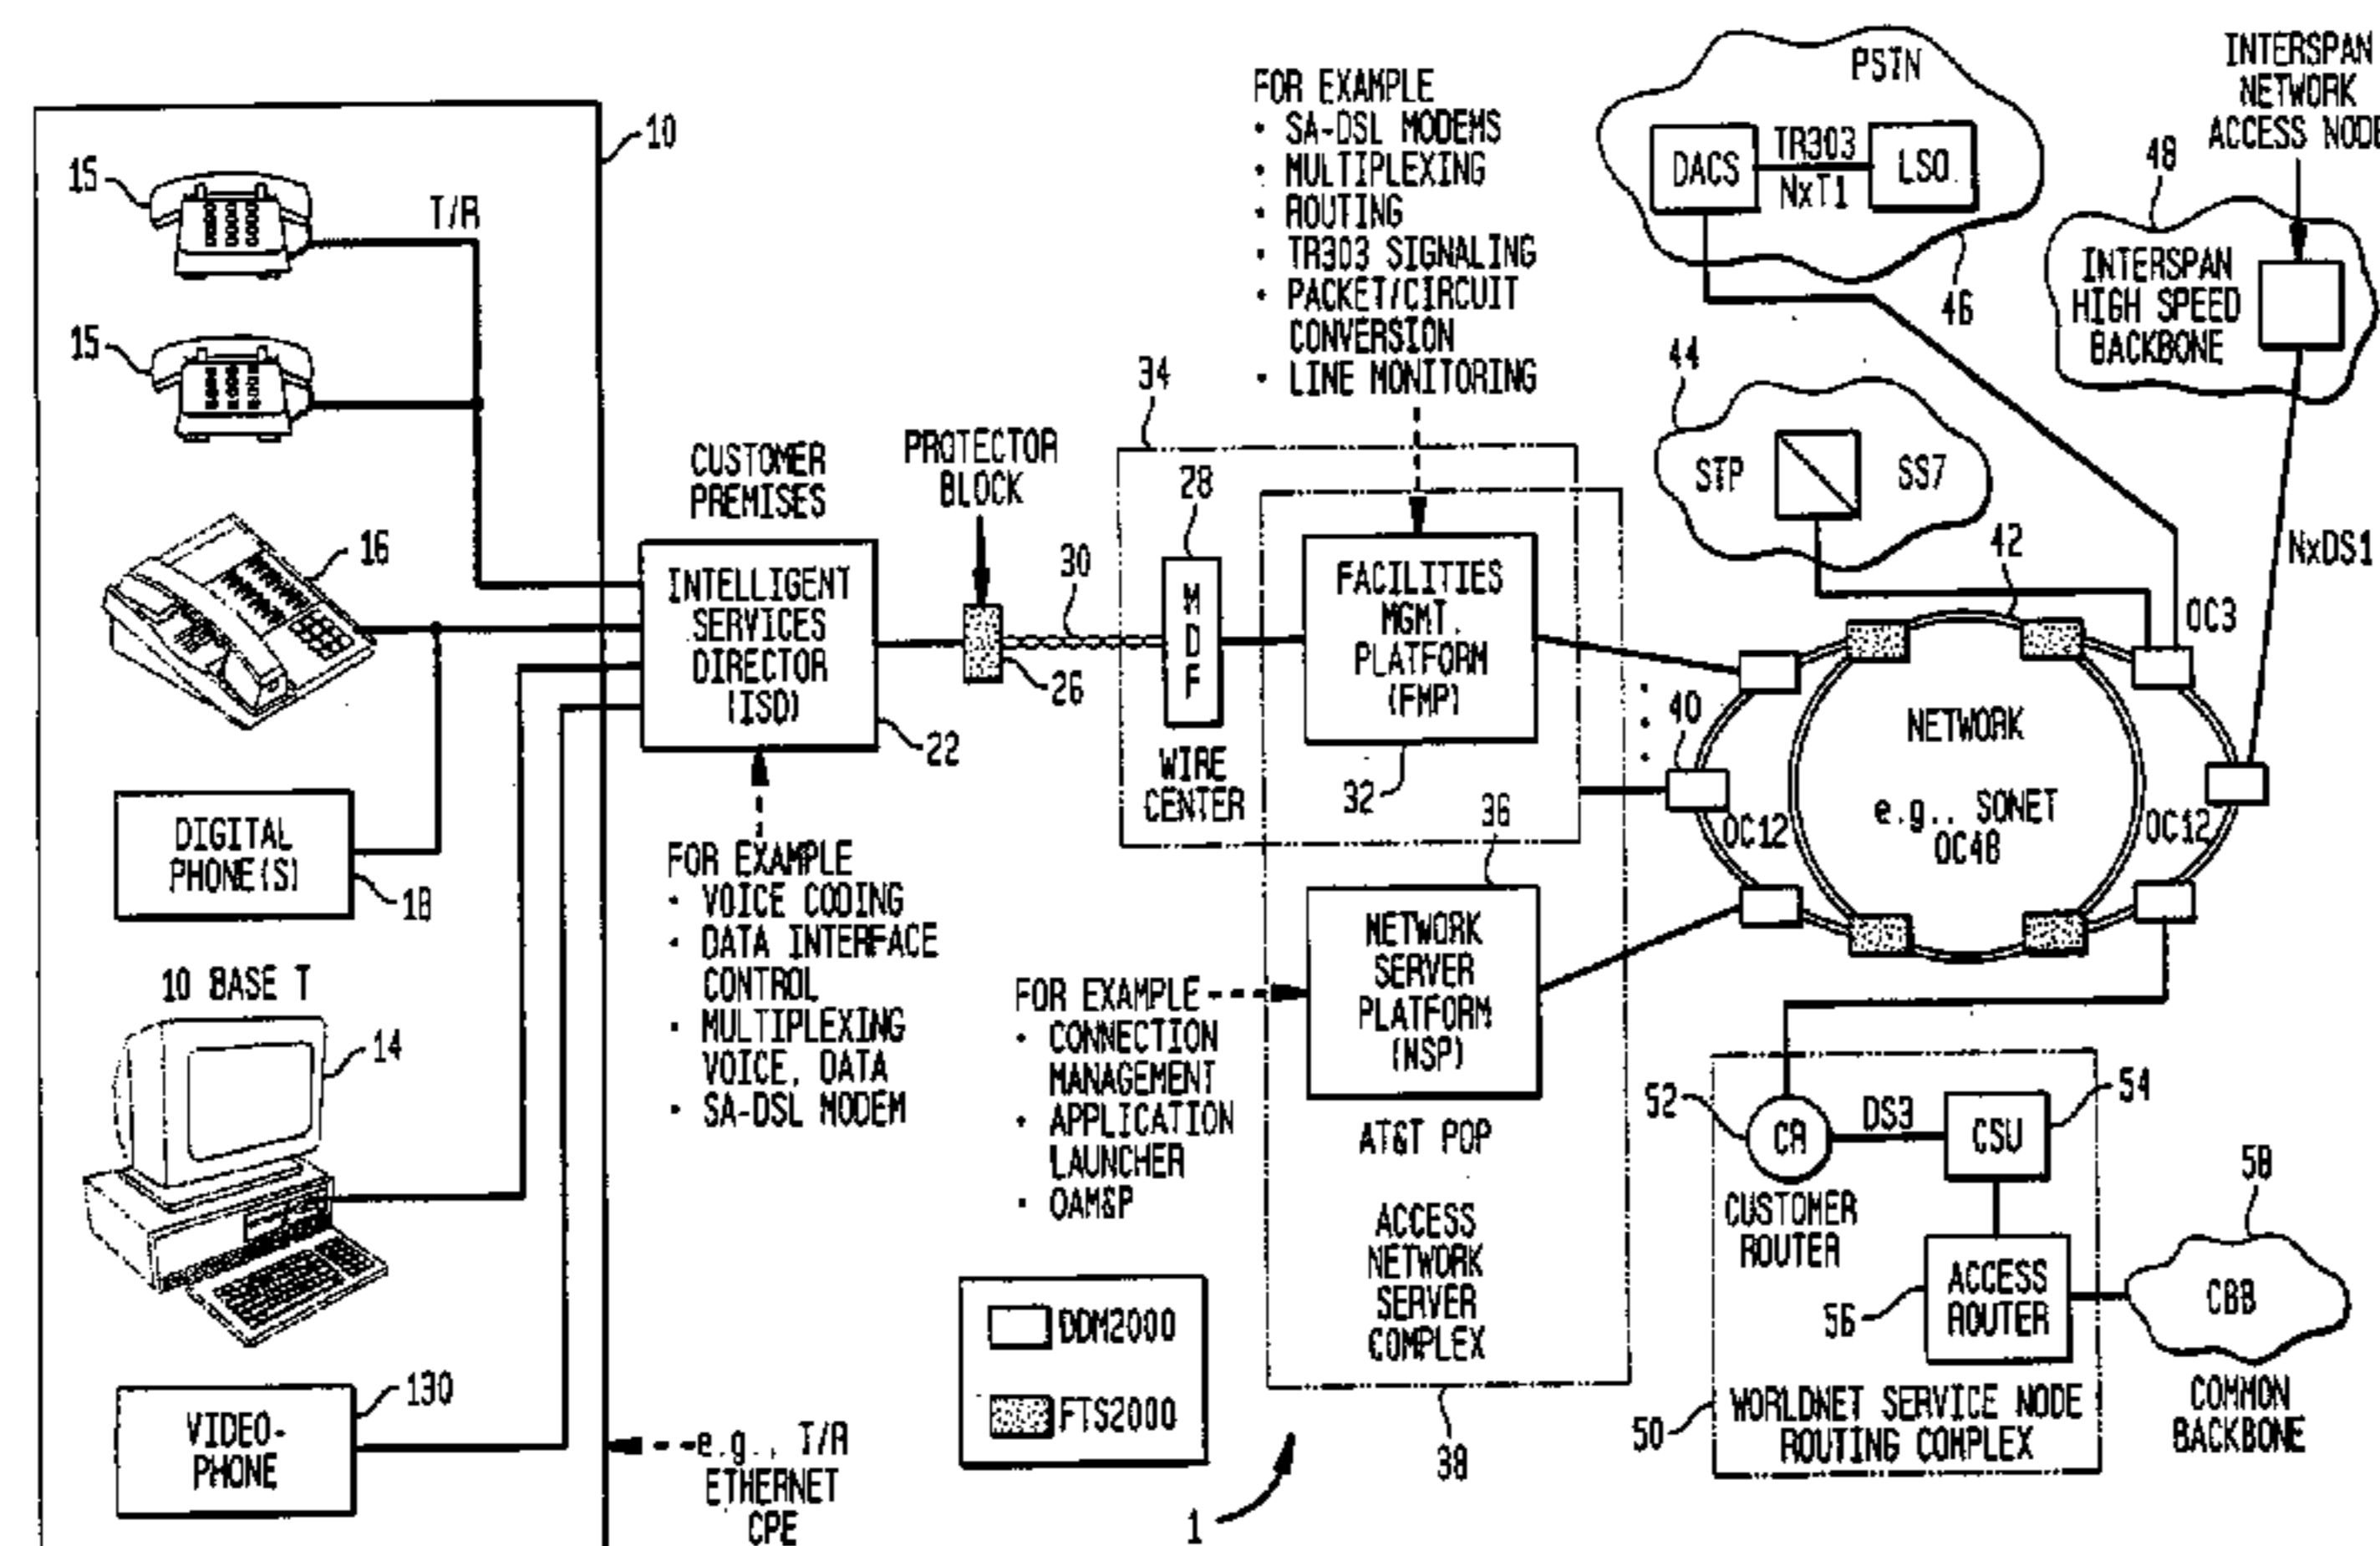 10
15
T/R
15
16
DIGITAL
PHONE(S)
18
10 BASE T
14
VIDEO-
PHONE
130
e.g., T/R
ETHERNET
CPE
CUSTOMER
PREMISES
INTELLIGENT
SERVICES
DIRECTOR
(ISD)
22
FOR EXAMPLE
• VOICE CODING
• DATA INTERFACE
CONTROL
• MULTIPLEXING
VOICE, DATA
• SA-DSL MODEM
PROTECTOR
BLOCK
26
30
34
28
MDF
WIRE
CENTER
FOR EXAMPLE
• SA-DSL MODEMS
• MULTIPLEXING
• ROUTING
• TR303 SIGNALING
• PACKET/CIRCUIT
CONVERSION
• LINE MONITORING
FACILITIES
MGMT.
PLATFORM
(FMP)
32
36
NETWORK
SERVER
PLATFORM
(NSP)
AT&T POP
ACCESS
NETWORK
SERVER
COMPLEX
38
FOR EXAMPLE
• CONNECTION
MANAGEMENT
• APPLICATION
LAUNCHER
• OAM&P
DDM2000
FTS2000
1
PSTN
DACS
TR303
NxT1
LSO
46
INTERSPAN
NETWORK
ACCESS NODE
48
INTERSPAN
HIGH SPEED
BACKBONE
44
STP
SS7
42
NxDS1
OC3
40
OC12
NETWORK
e.g., SONET
OC48
OC12
52
CR
DS3
CSU
54
CUSTOMER
ROUTER
56
ACCESS
ROUTER
58
CBB
COMMON
BACKBONE
50
WORLDNET SERVICE NODE
ROUTING COMPLEX